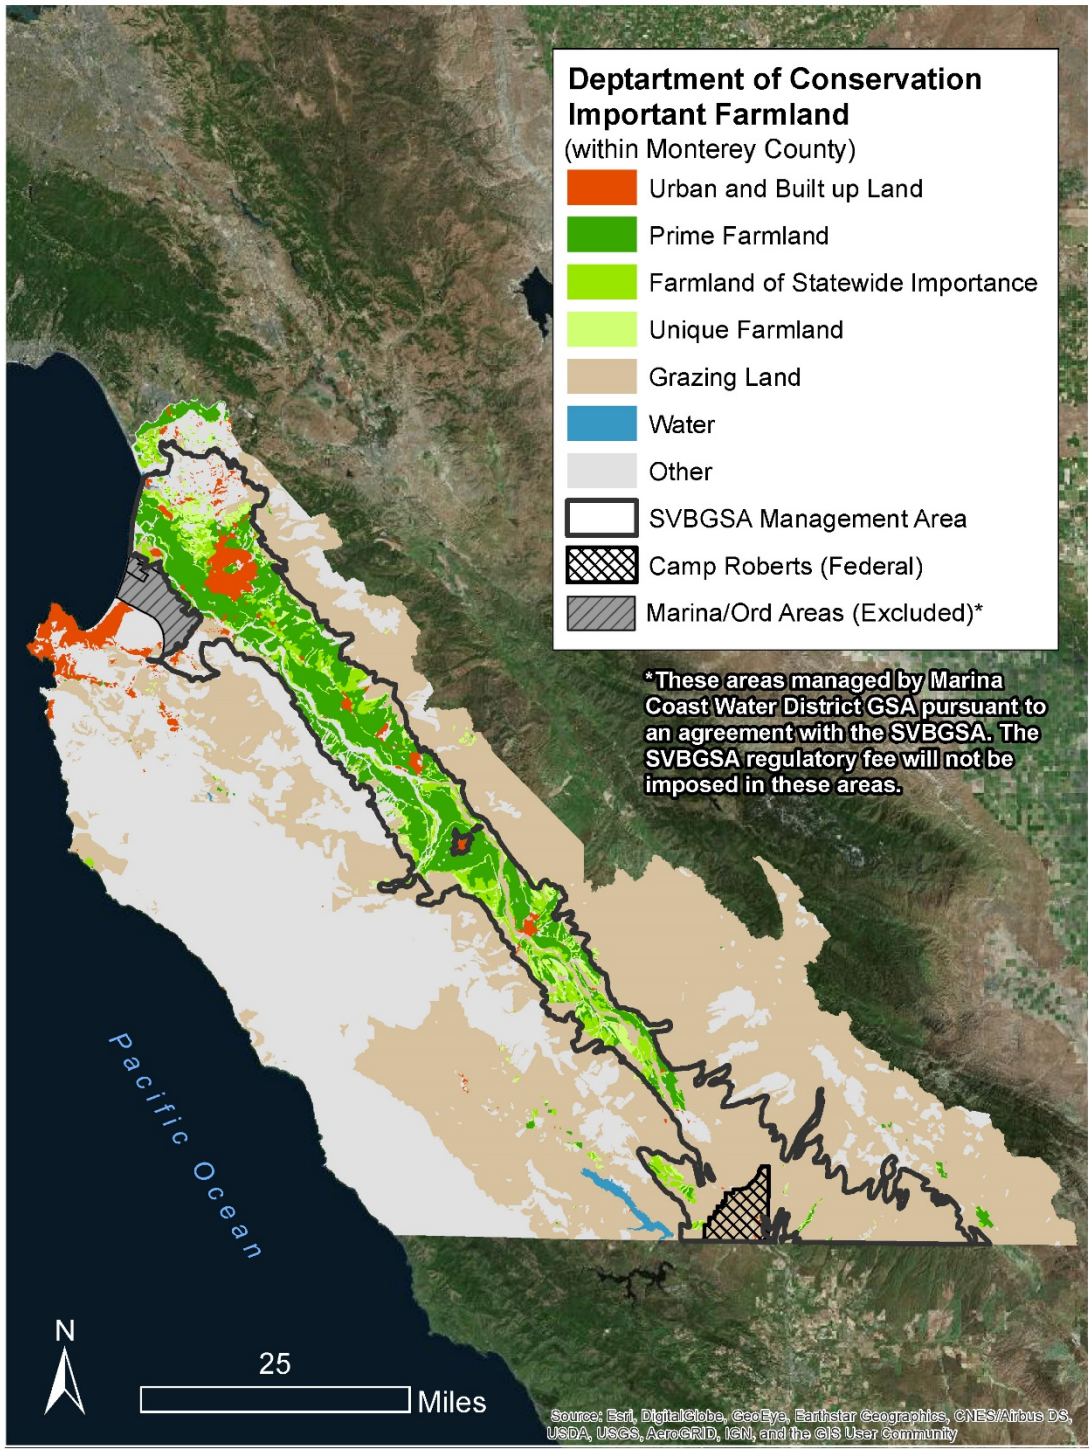 Deptartment of Conservation
Important Farmland
(within Monterey County)
Urban and Built up Land
Prime Farmland
Farmland of Statewide Importance
Unique Farmland
Grazing Land
Water
Other
SVBGSA Management Area
Camp Roberts (Federal)
Marina/Ord Areas (Excluded)*
*These areas managed by Marina
Coast Water District GSA pursuant to
an agreement with the SVBGSA. The
SVBGSA regulatory fee will not be
imposed in these areas.
Pacific Ocean
N
25
Miles
Source: Esri, DigitalGlobe, GeoEye, Earthstar Geographics, CNES/Airbus DS,
USDA, USGS, AeroGRID, IGN, and the GIS User Community